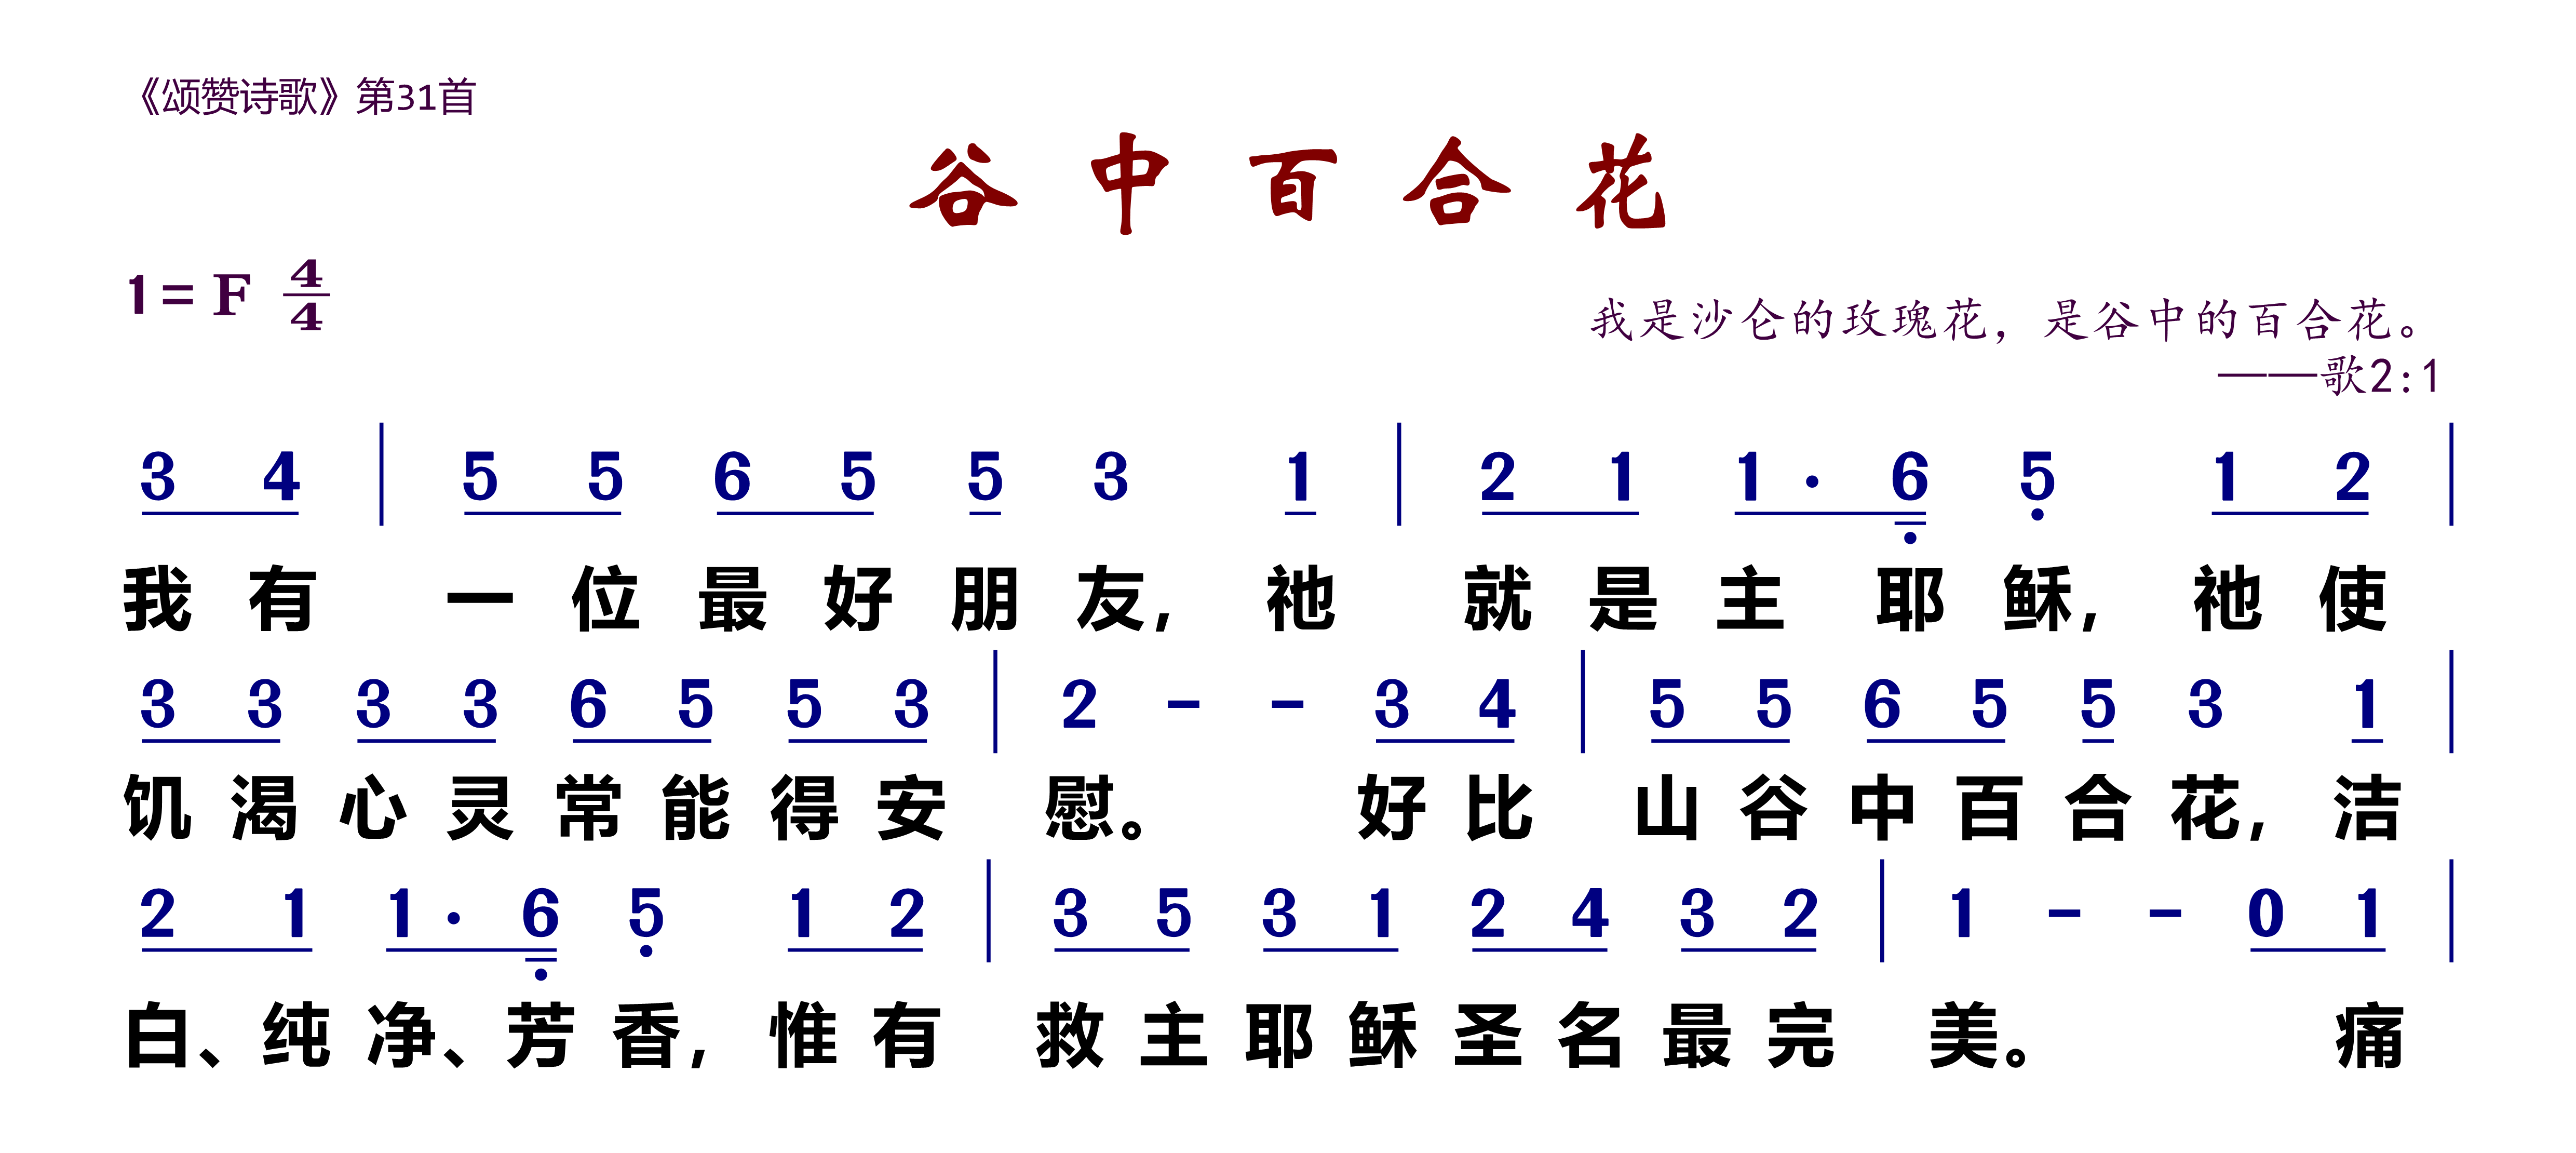 《颂赞诗歌》第31首
谷中百合花
1=F 4/4
我是沙仑的玫瑰花，是谷中的百合花。
——歌2:1
3 4 | 5 5 6 5 5 3 1 | 2 1 1 · 6 5 1 2 |
我有 一位最好朋友，祂 就是主耶稣，祂使
3 3 3 3 6 5 5 3 | 2 - - 3 4 | 5 5 6 5 5 3 1 |
饥渴心灵常能得安 慰。 好比 山谷中百合花，洁
2 1 1 · 6 5 1 2 | 3 5 3 1 2 4 3 2 | 1 - - 0 1 |
白、纯净、芳香，惟有 救主耶稣圣名最完 美。 痛